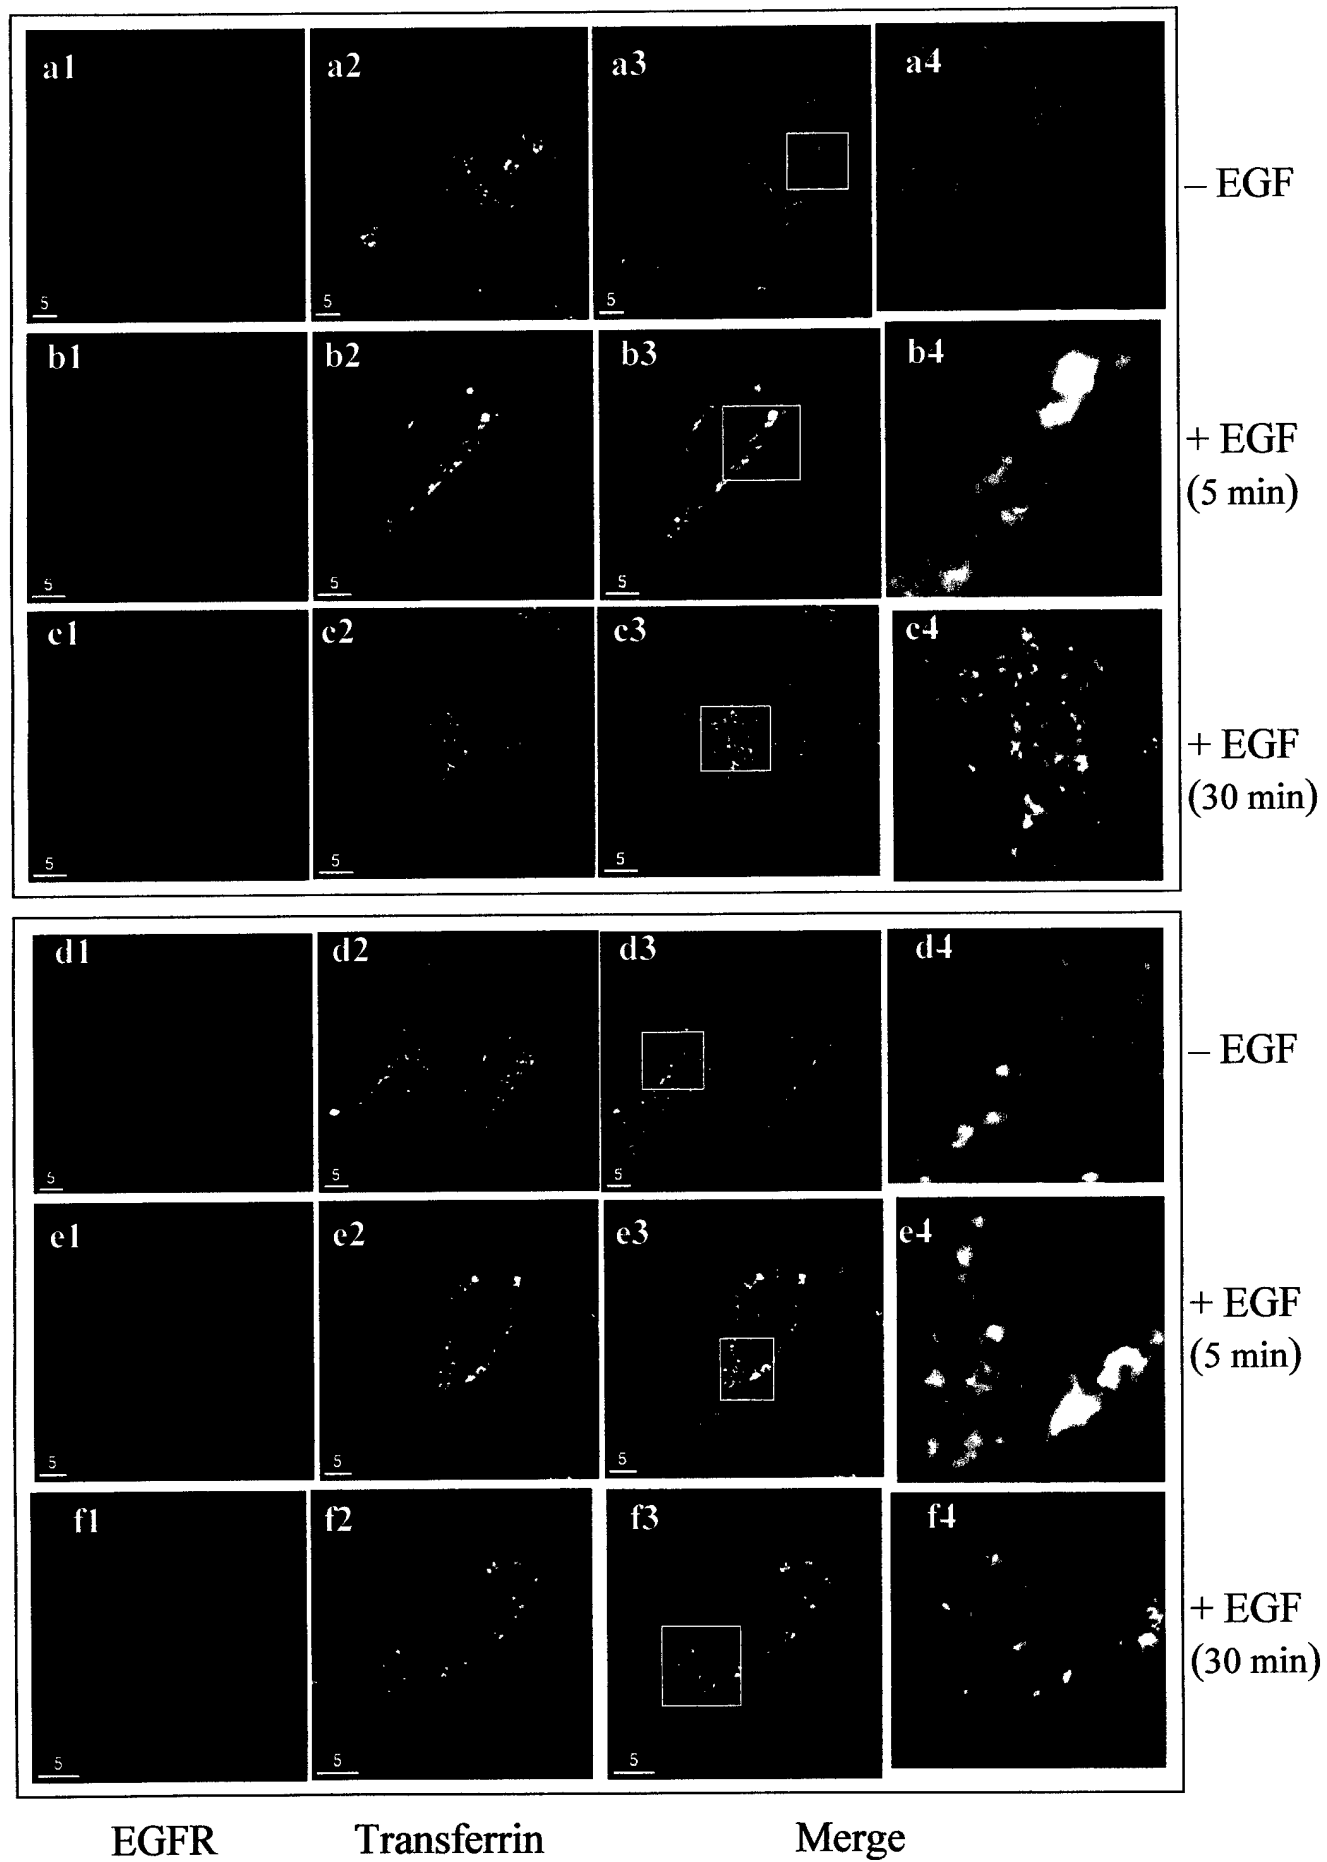 a1 a2 a3 a4
5 5 5
– EGF
b1 b2 b3 b4
5 5 5
+ EGF
(5 min)
c1 c2 c3 c4
5 5 5
+ EGF
(30 min)
d1 d2 d3 d4
5 5 5
– EGF
e1 e2 e3 e4
5 5 5
+ EGF
(5 min)
f1 f2 f3 f4
5 5 5
+ EGF
(30 min)
EGFR Transferrin Merge